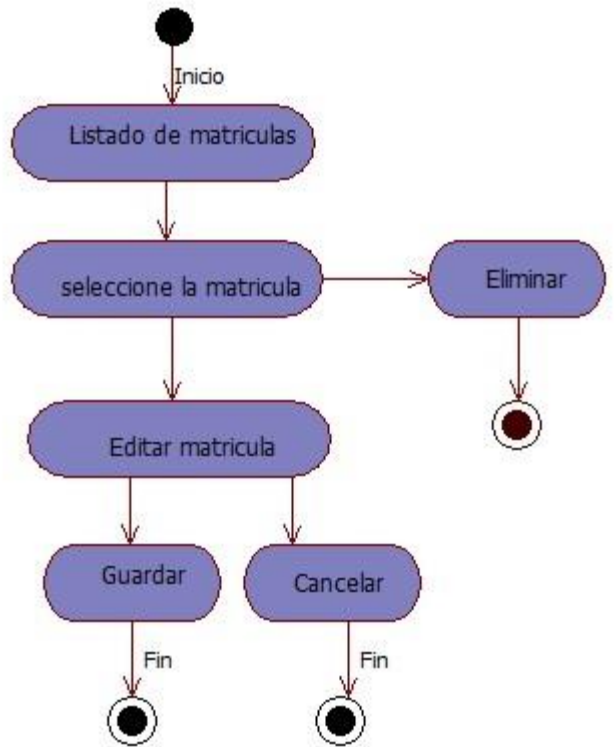 Inicio
Listado de matriculas
seleccione la matricula
Eliminar
Editar matricula
Guardar
Cancelar
Fin
Fin